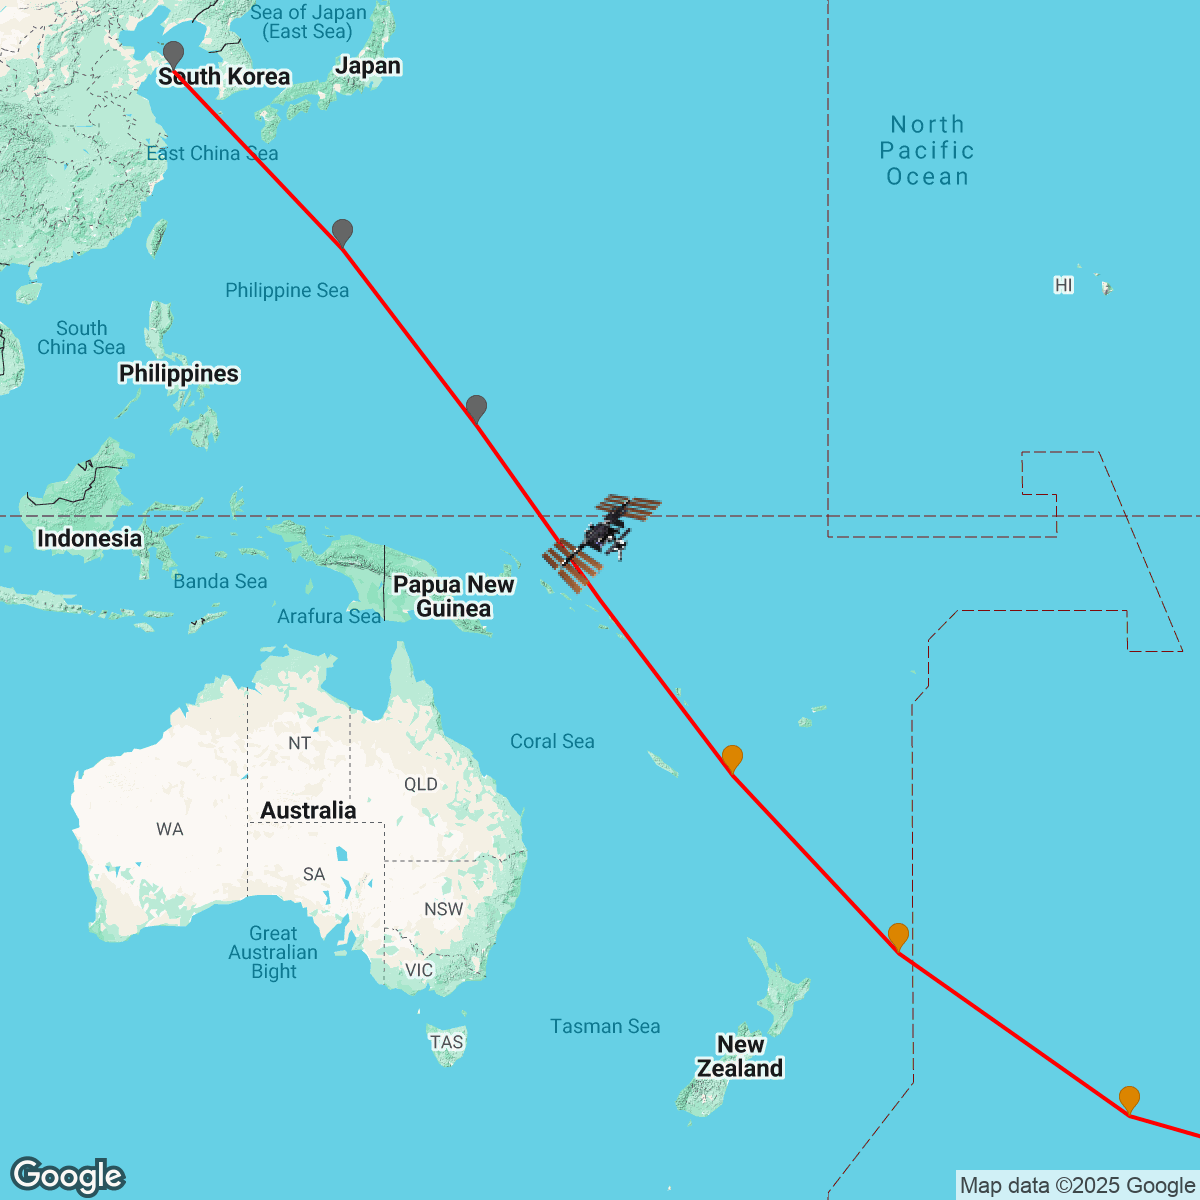 Sea of Japan
(East Sea)
Japan
South Korea
North
Pacific
Ocean
East China Sea
HI
Philippine Sea
South
China Sea
Philippines
Indonesia
Banda Sea
Papua New
Guinea
Arafura Sea
Coral Sea
NT
QLD
Australia
WA
SA
NSW
Great
Australian
Bight
VIC
Tasman Sea
TAS
New
Zealand
Google
Map data ©2025 Google